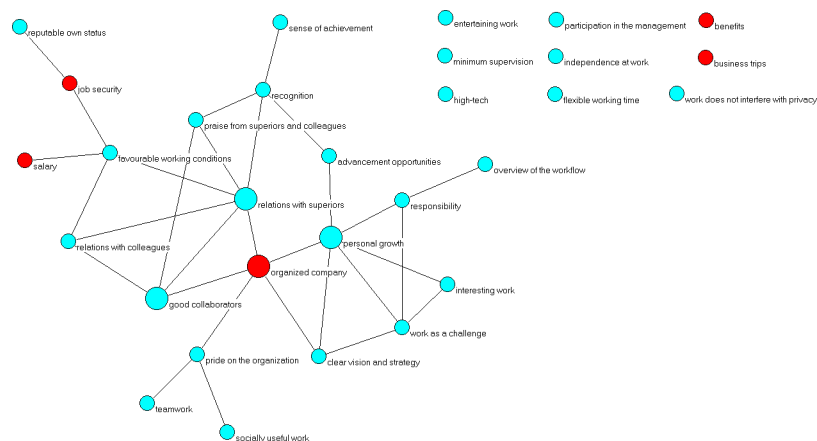 reputable own status
sense of achievement
entertaining work
participation in the management
benefits
minimum supervision
independence at work
business trips
job security
recognition
high-tech
flexible working time
work does not interfere with privacy
praise from superiors and colleagues
favourable working conditions
advancement opportunities
salary
overview of the workflow
relations with superiors
responsibility
relations with colleagues
personal growth
organized company
interesting work
good collaborators
work as a challenge
pride on the organization
clear vision and strategy
teamwork
socially useful work